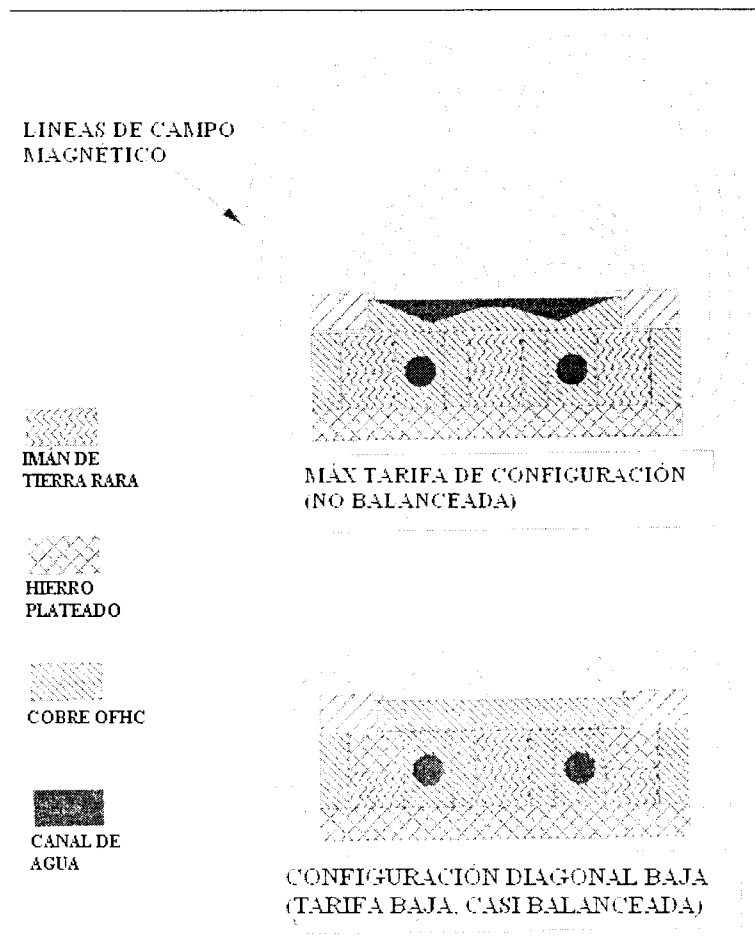 LINEAS DE CAMPO
MAGNÉTICO
IMÁN DE
TIERRA RARA
MÁX TARIFA DE CONFIGURACIÓN
(NO BALANCEADA)
HIERRO
PLATEADO
COBRE OFHC
CANAL DE
AGUA
CONFIGURACIÓN DIAGONAL BAJA
(TARIFA BAJA, CASI BALANCEADA)